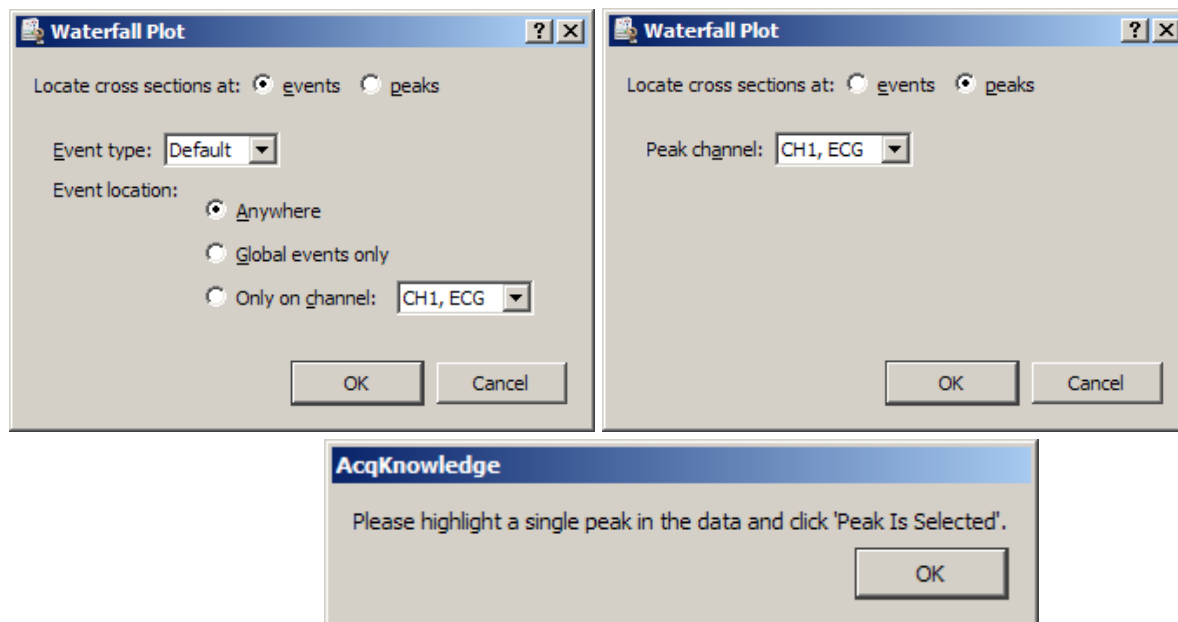 Waterfall Plot
Locate cross sections at: events peaks
Event type: Default
Event location:
Anywhere
Global events only
Only on channel: CH1, ECG
OK Cancel
Waterfall Plot
Locate cross sections at: events peaks
Peak channel: CH1, ECG
OK Cancel
AcqKnowledge
Please highlight a single peak in the data and click 'Peak Is Selected'.
OK